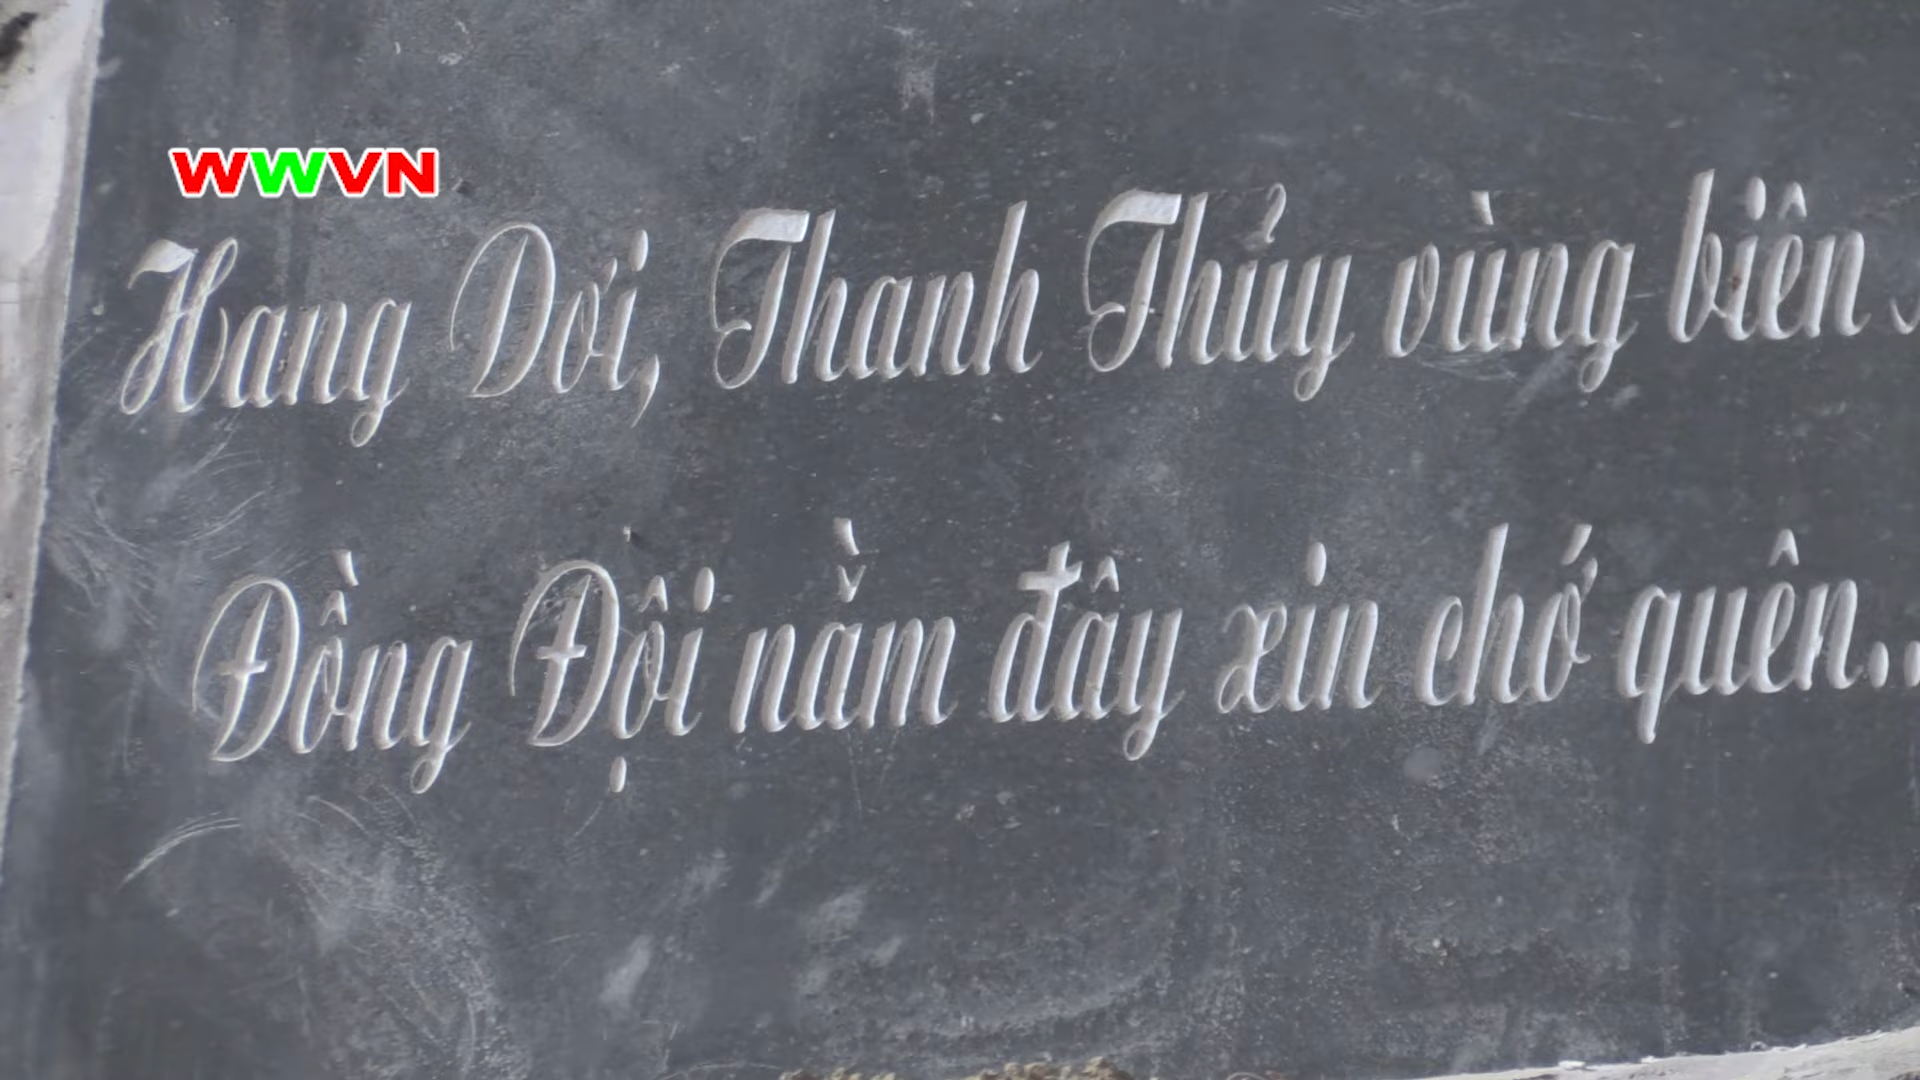 WWVN
Hang Dơi, Thanh Thủy vùng biên
Đồng Đội nằm đây xin chớ quên..